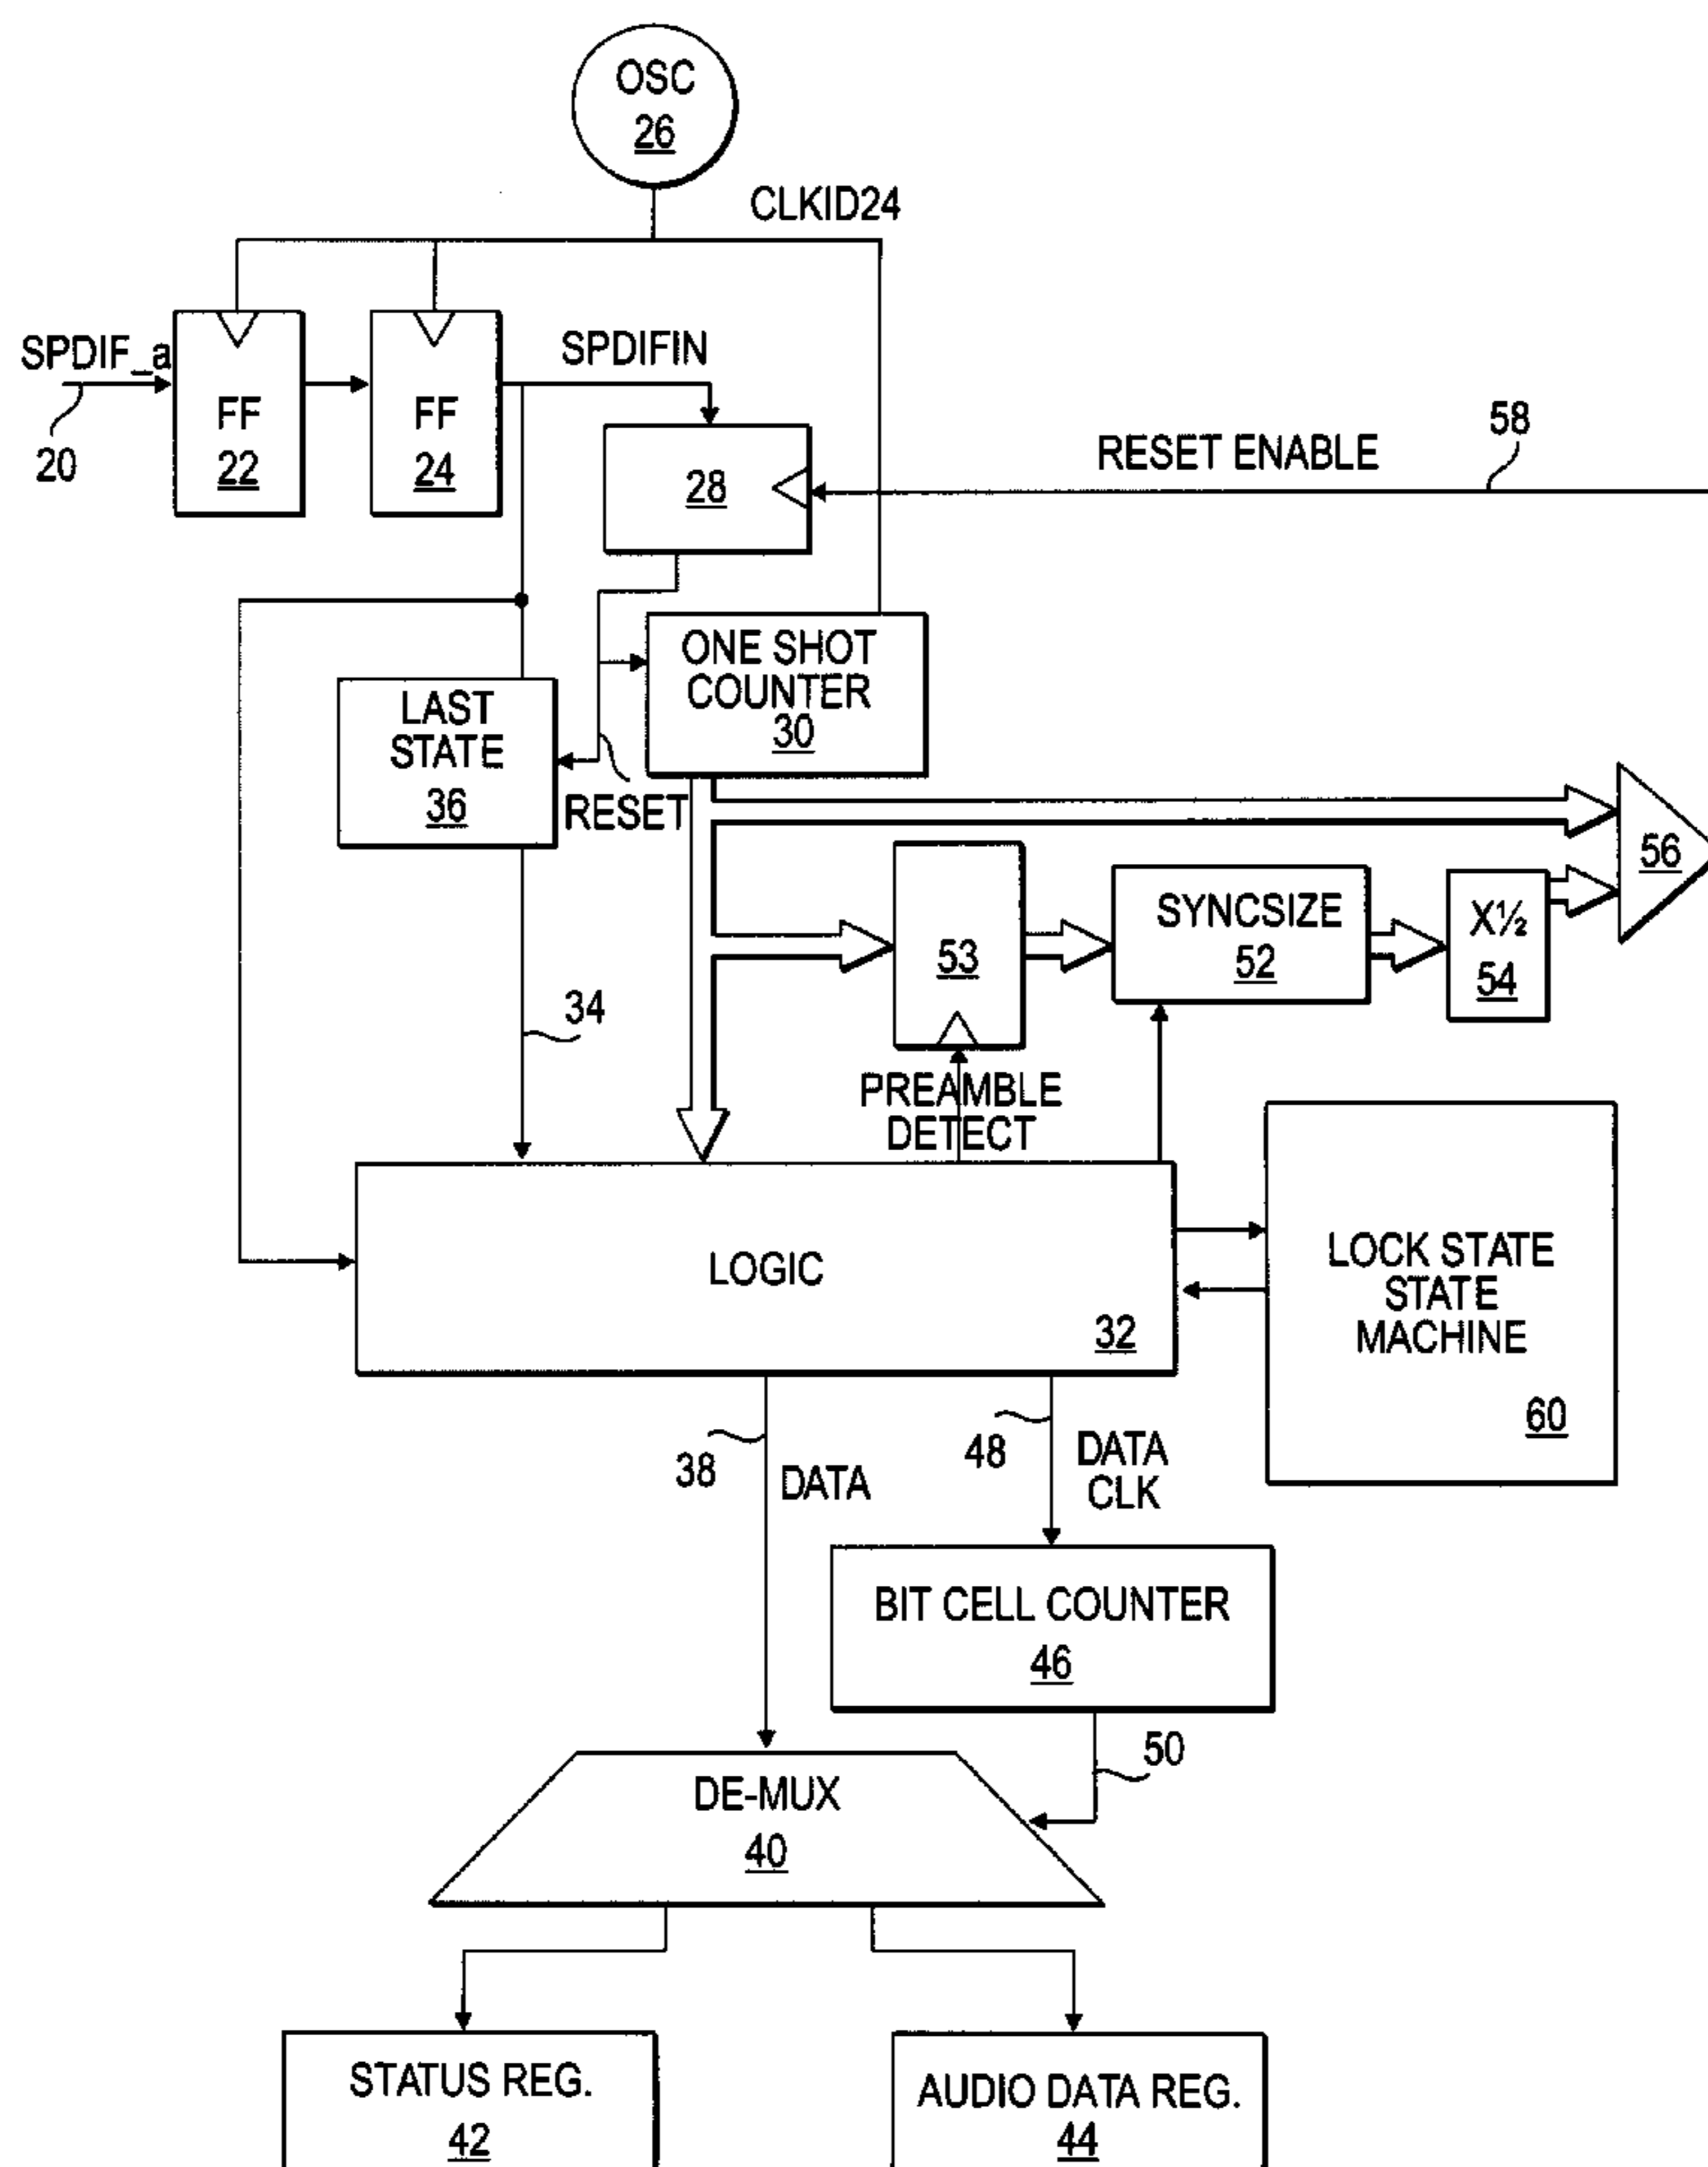 OSC
26
CLKID24
SPDIF_a
20
FF
22
FF
24
SPDIFIN
28
RESET ENABLE
58
ONE SHOT
COUNTER
30
LAST
STATE
36
RESET
56
53
SYNCSIZE
52
X½
54
34
PREAMBLE
DETECT
LOGIC
32
LOCK STATE
STATE
MACHINE
60
38
DATA
48
DATA
CLK
BIT CELL COUNTER
46
50
DE-MUX
40
STATUS REG.
42
AUDIO DATA REG.
44